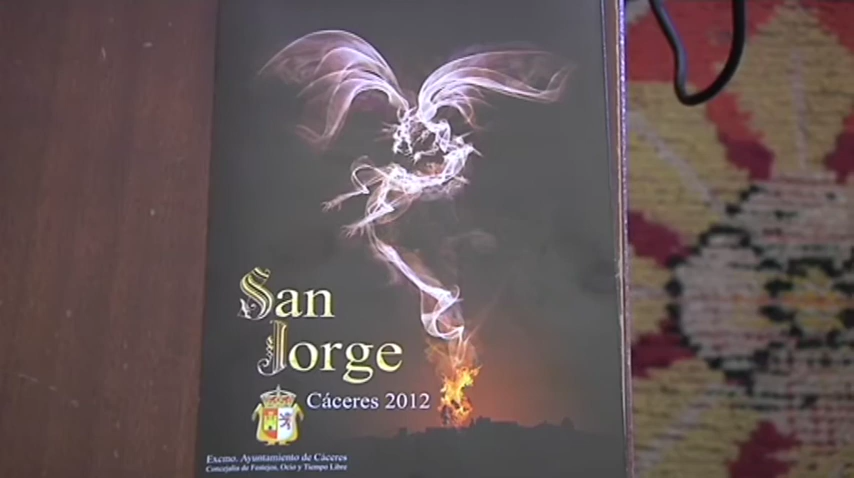 San
Jorge
Cáceres 2012
Excmo. Ayuntamiento de Cáceres
Concejalía de Festejos, Ocio y Tiempo Libre